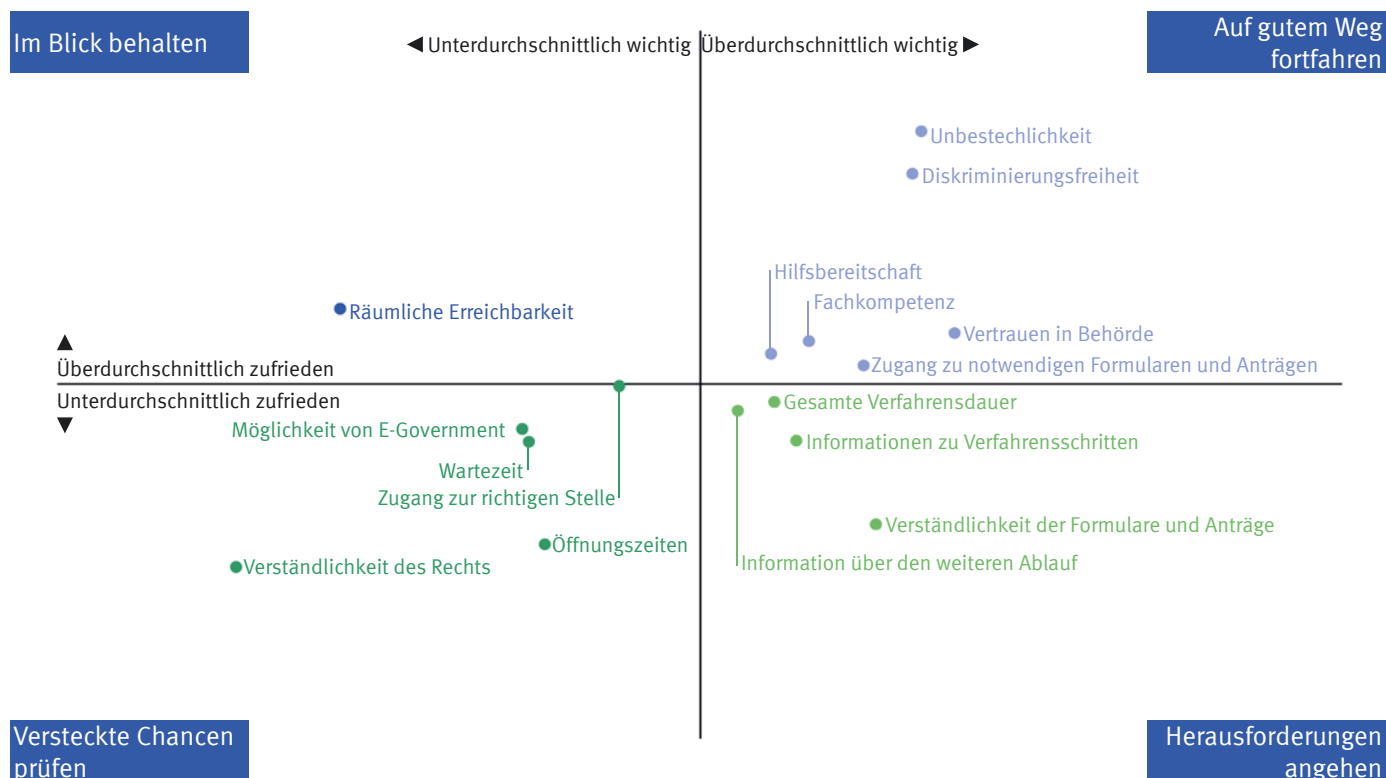 Im Blick behalten
◄ Unterdurchschnittlich wichtig
Überdurchschnittlich wichtig ►
Auf gutem Weg
fortfahren
Unbestechlichkeit
Diskriminierungsfreiheit
Hilfsbereitschaft
Fachkompetenz
Räumliche Erreichbarkeit
Vertrauen in Behörde
▲
Überdurchschnittlich zufrieden
Zugang zu notwendigen Formularen und Anträgen
Unterdurchschnittlich zufrieden
▼
Gesamte Verfahrensdauer
Möglichkeit von E-Government
Informationen zu Verfahrensschritten
Wartezeit
Zugang zur richtigen Stelle
Verständlichkeit der Formulare und Anträge
Öffnungszeiten
Information über den weiteren Ablauf
Verständlichkeit des Rechts
Versteckte Chancen
prüfen
Herausforderungen
angehen